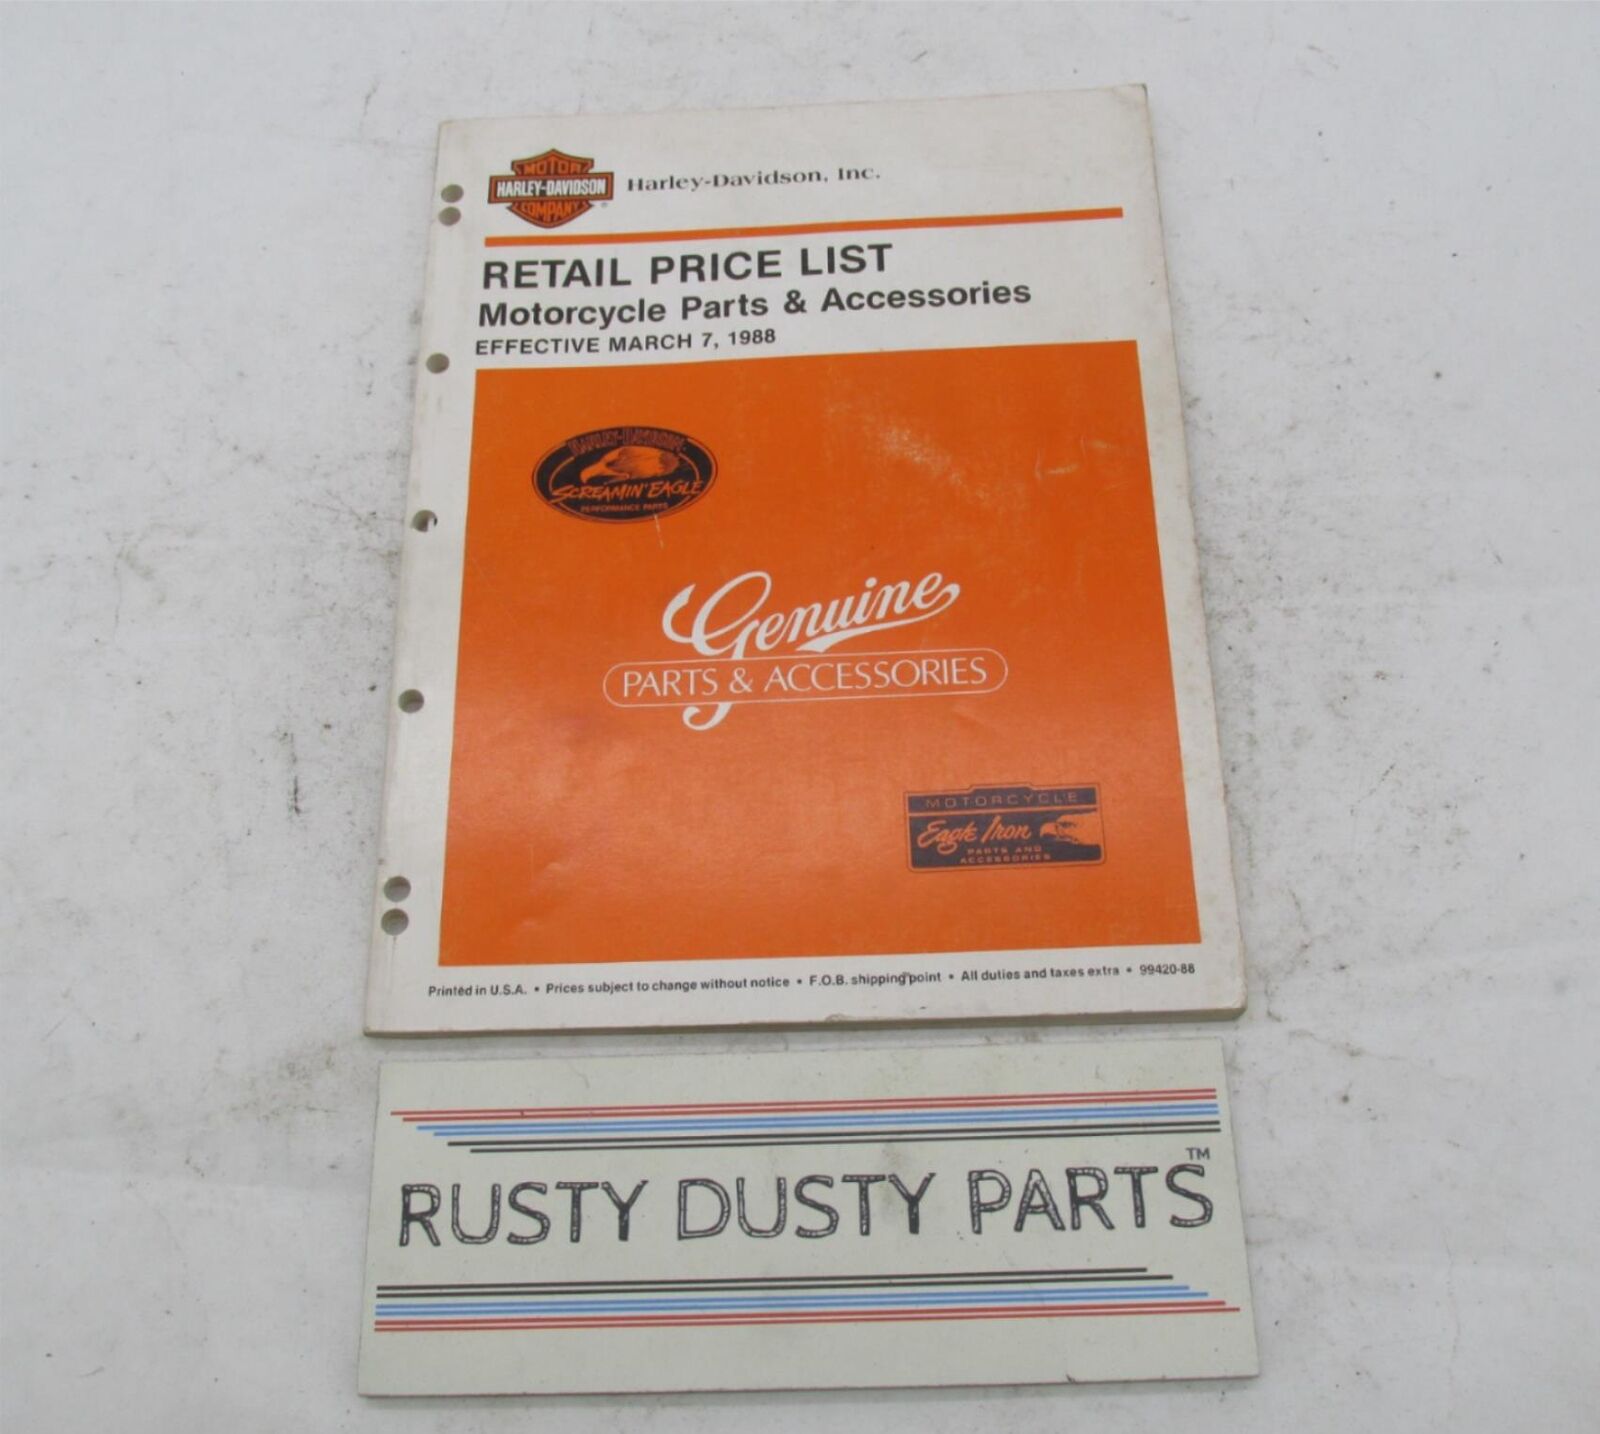 MOTOR
HARLEY-DAVIDSON
COMPANY
®
Harley-Davidson, Inc.
RETAIL PRICE LIST
Motorcycle Parts & Accessories
EFFECTIVE MARCH 7, 1988
HARLEY-DAVIDSON
SCREAMIN' EAGLE
PERFORMANCE PARTS
Genuine
PARTS & ACCESSORIES
MOTORCYCLE
Eagle Iron
PARTS AND
ACCESSORIES
Printed in U.S.A. • Prices subject to change without notice • F.O.B. shipping point • All duties and taxes extra • 99420-88
RUSTY DUSTY PARTS™